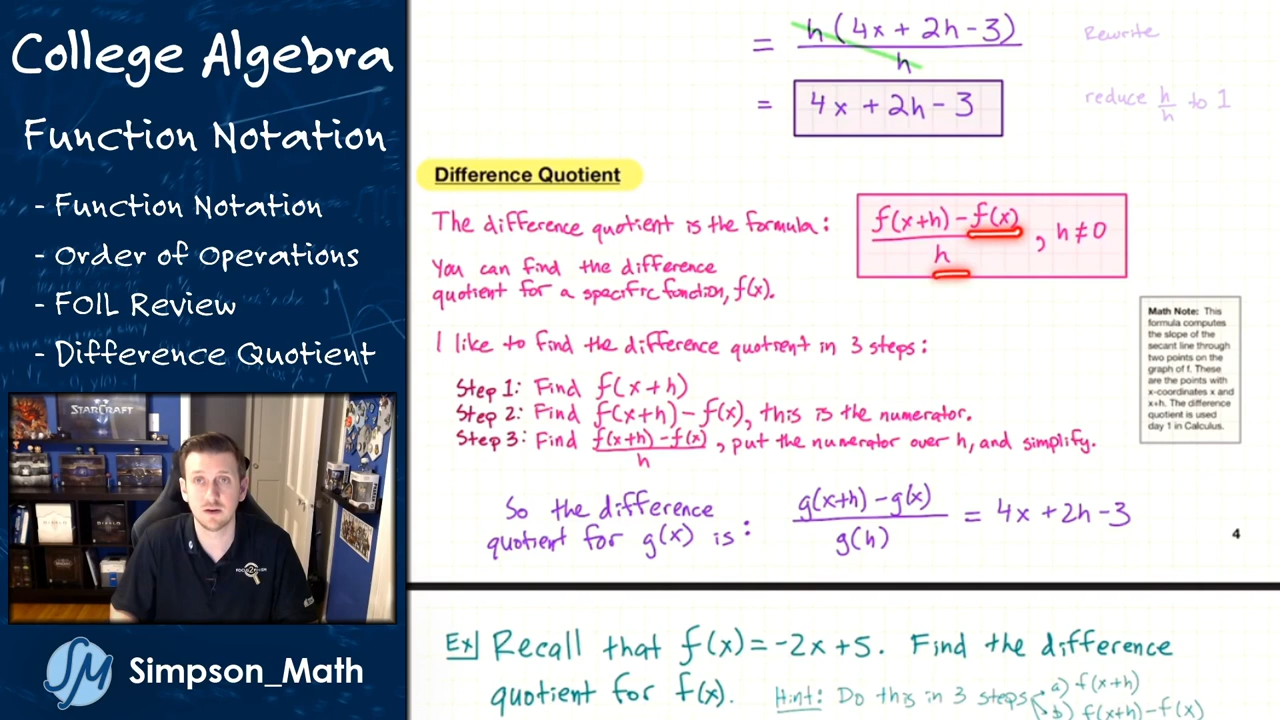 College Algebra
Function Notation
- Function Notation
- Order of Operations
- FOIL Review
- Difference Quotient
STARCRAFT
DIABLO
Simpson_Math
= h(4x + 2h - 3) / h
Rewrite
= 4x + 2h - 3
reduce h/h to 1
Difference Quotient
The difference quotient is the formula:
f(x+h) - f(x) / h , h ≠ 0
You can find the difference
quotient for a specific function, f(x).
Math Note: This
formula computes
the slope of the
secant line through
two points on the
graph of f. These
are the points with
x-coordinates x and
x+h. The difference
quotient is used
day 1 in Calculus.
I like to find the difference quotient in 3 steps:
Step 1: Find f(x+h)
Step 2: Find f(x+h) - f(x), this is the numerator.
Step 3: Find f(x+h) - f(x) / h , put the numerator over h, and simplify.
So the difference
quotient for g(x) is:
g(x+h) - g(x) / g(h) = 4x + 2h - 3
4
Ex] Recall that f(x) = -2x + 5. Find the difference
quotient for f(x).
Hint: Do this in 3 steps
a) f(x+h)
b) f(x+h) - f(x)